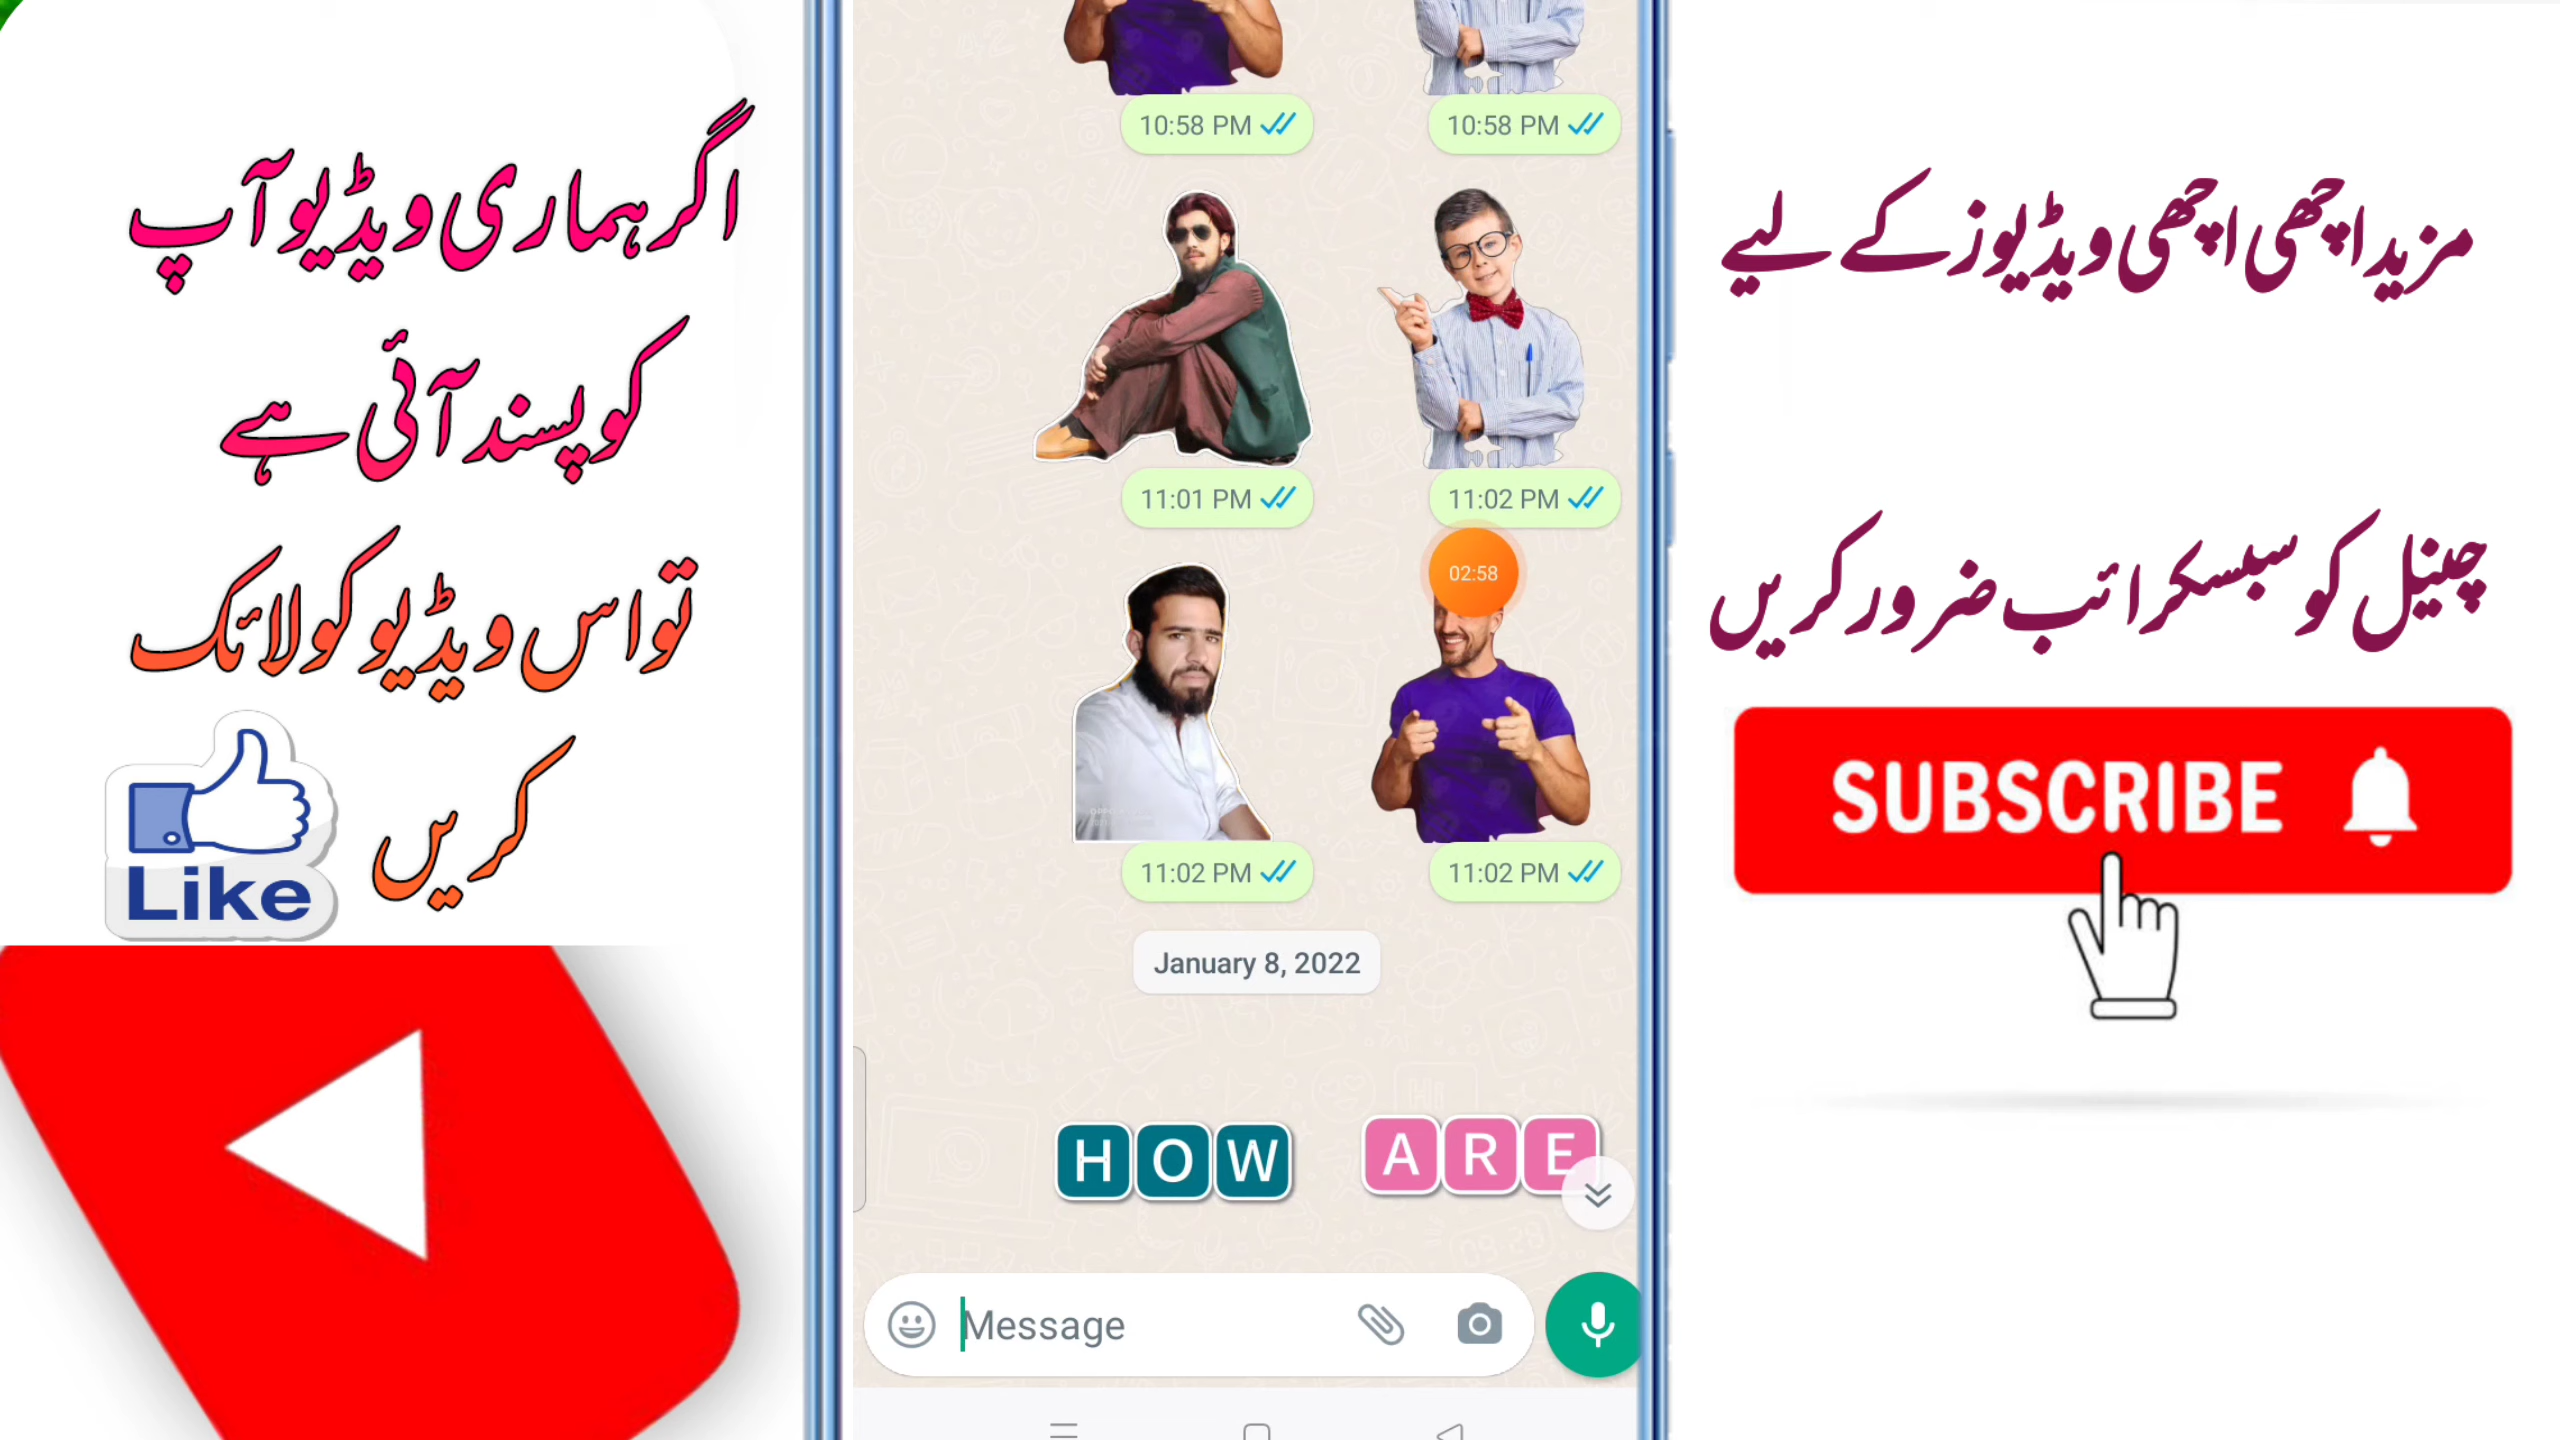 اگر ہماری ویڈیو آپ
کو پسند آئی ہے
تو اس ویڈیو کو لائک
کریں
Like
10:58 PM
10:58 PM
11:01 PM
11:02 PM
02:58
11:02 PM
11:02 PM
January 8, 2022
HOW
ARE
Message
مزید اچھی اچھی ویڈیوز کے لیے
چینل کو سبسکرائب ضرور کریں
SUBSCRIBE